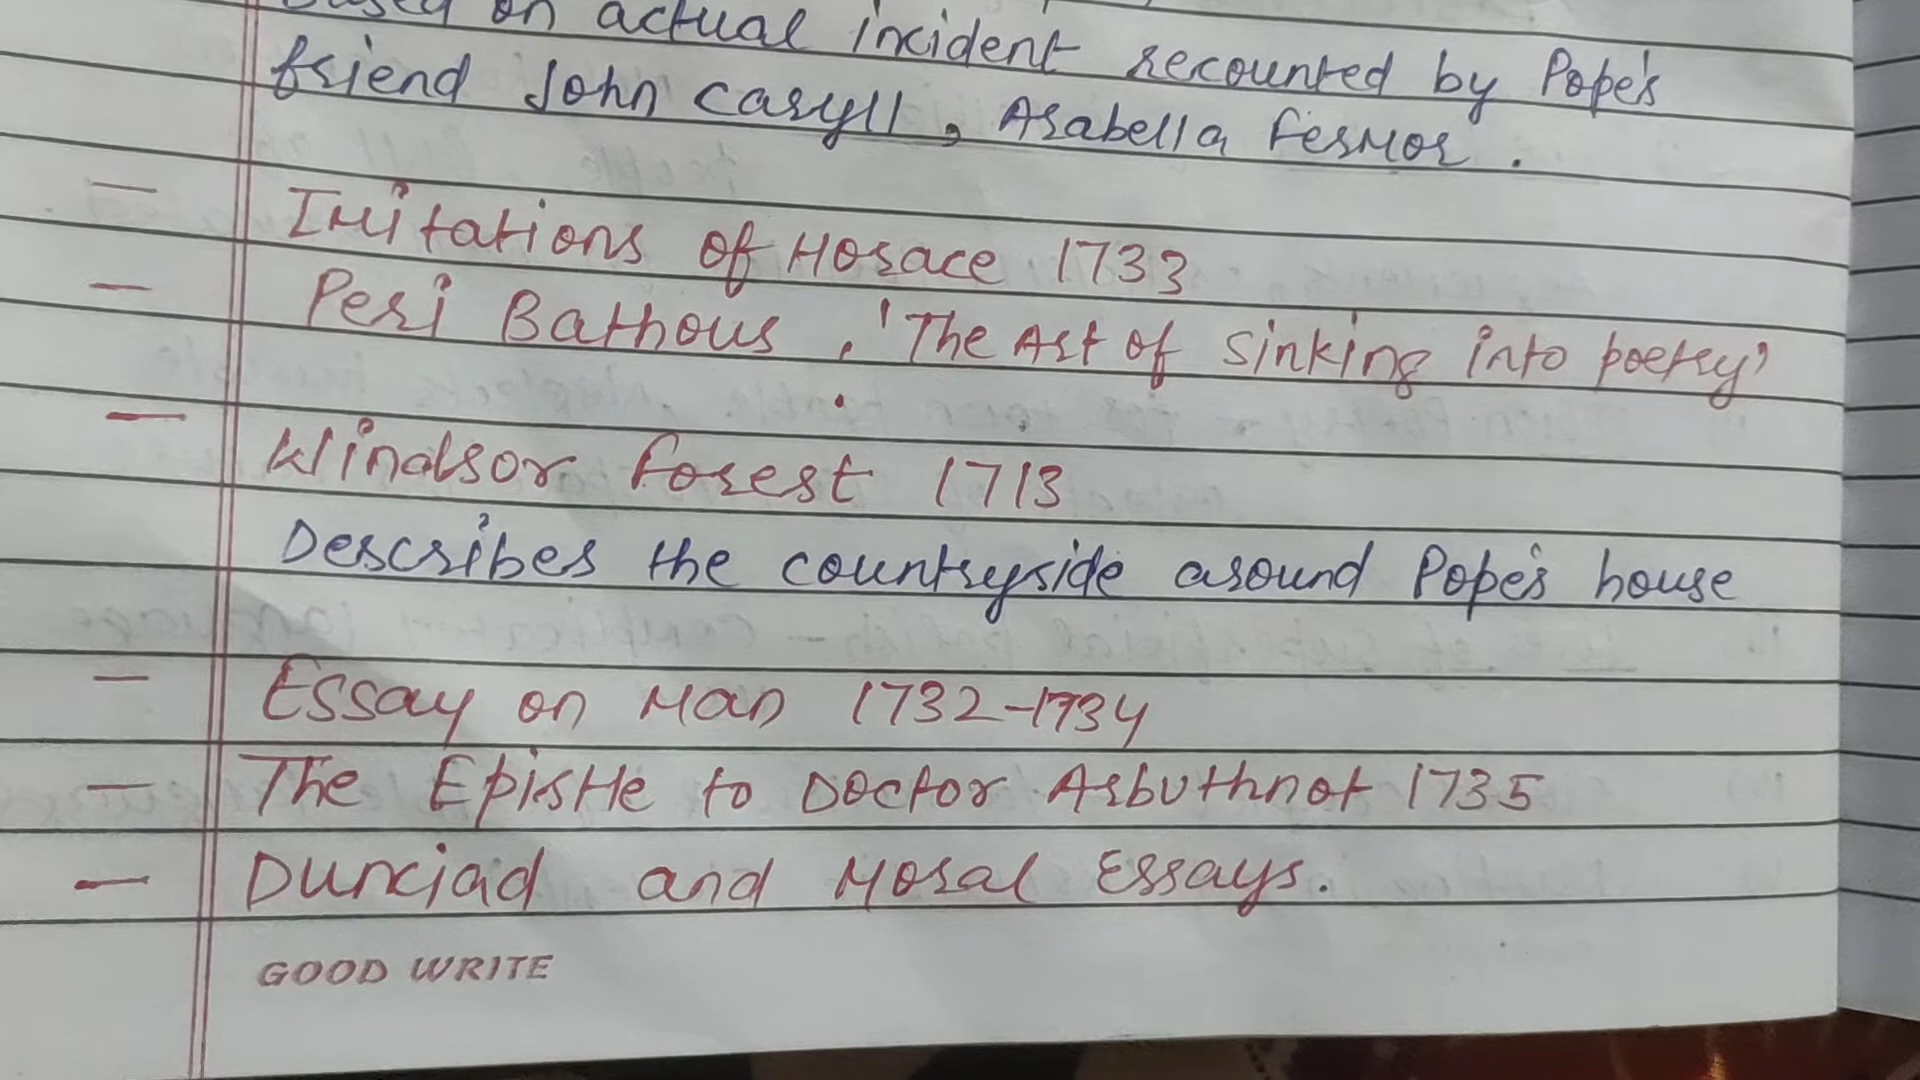 Based on actual incident recounted by Pope's
friend John Caryll, Arabella Fermor.
- Imitations of Horace 1733
- Peri Bathous, 'The Art of Sinking into poetry'
- Windsor Forest 1713
Describes the countryside around Pope's house
- Essay on Man 1732-1734
- The Epistle to Doctor Arbuthnot 1735
- Dunciad and Moral Essays.
GOOD WRITE